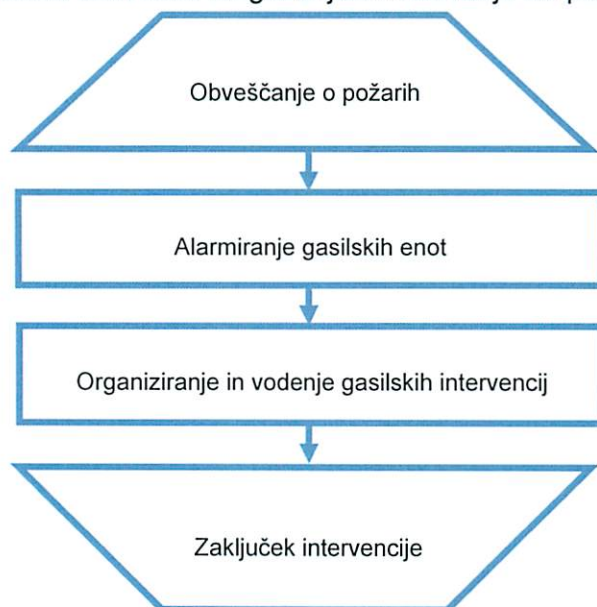 Obveščanje o požarih
Alarmiranje gasilskih enot
Organiziranje in vodenje gasilskih intervencij
Zaključek intervencije